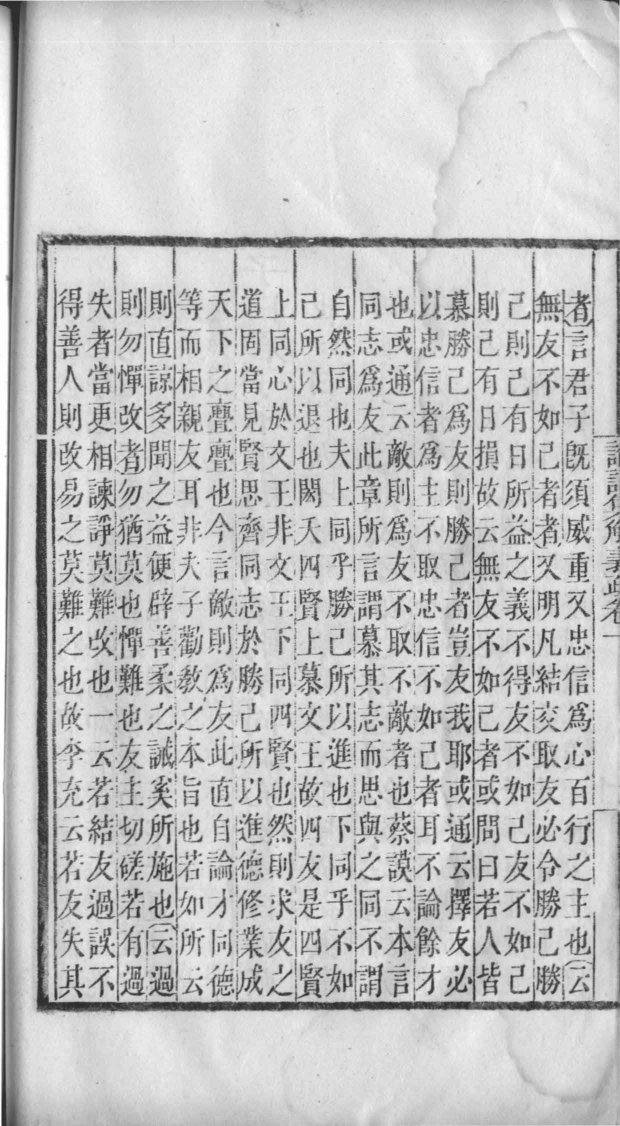 論語集解義疏卷一
者言君子既須威重又忠信爲心百行之主也云
無友不如己者者又明凡結交取友必令勝己勝
己則己有日所益之義不得友不如己友不如己
則己有日損故云無友不如己者或問曰若人皆
慕勝己爲友則勝己者豈友我耶或通云擇友必
以忠信者爲主不取忠信不如己者耳不論餘才
也或通云敵則爲友不取不敵者也蔡謨云本言
同志爲友此章所言謂慕其志而思與之同不謂
自然同也夫上同乎勝己所以進也下同乎不如
己所以退也閎夭四賢上慕文王故四友是四賢
上同心於文王非文王下同四賢也然則求友之
道固當見賢思齊同志於勝己所以進德修業成
天下之亹亹也今言敵則爲友此直自論才同德
等而相親友耳非夫子勸教之本旨也若如所云
則直諒多聞之益便辟善柔之誡奚所施也云過
則勿憚改者勿猶莫也憚難也友主切磋若有過
失者當更相諫諍莫難改也一云若結友過誤不
得善人則改易之莫難之也故李充云若友失其